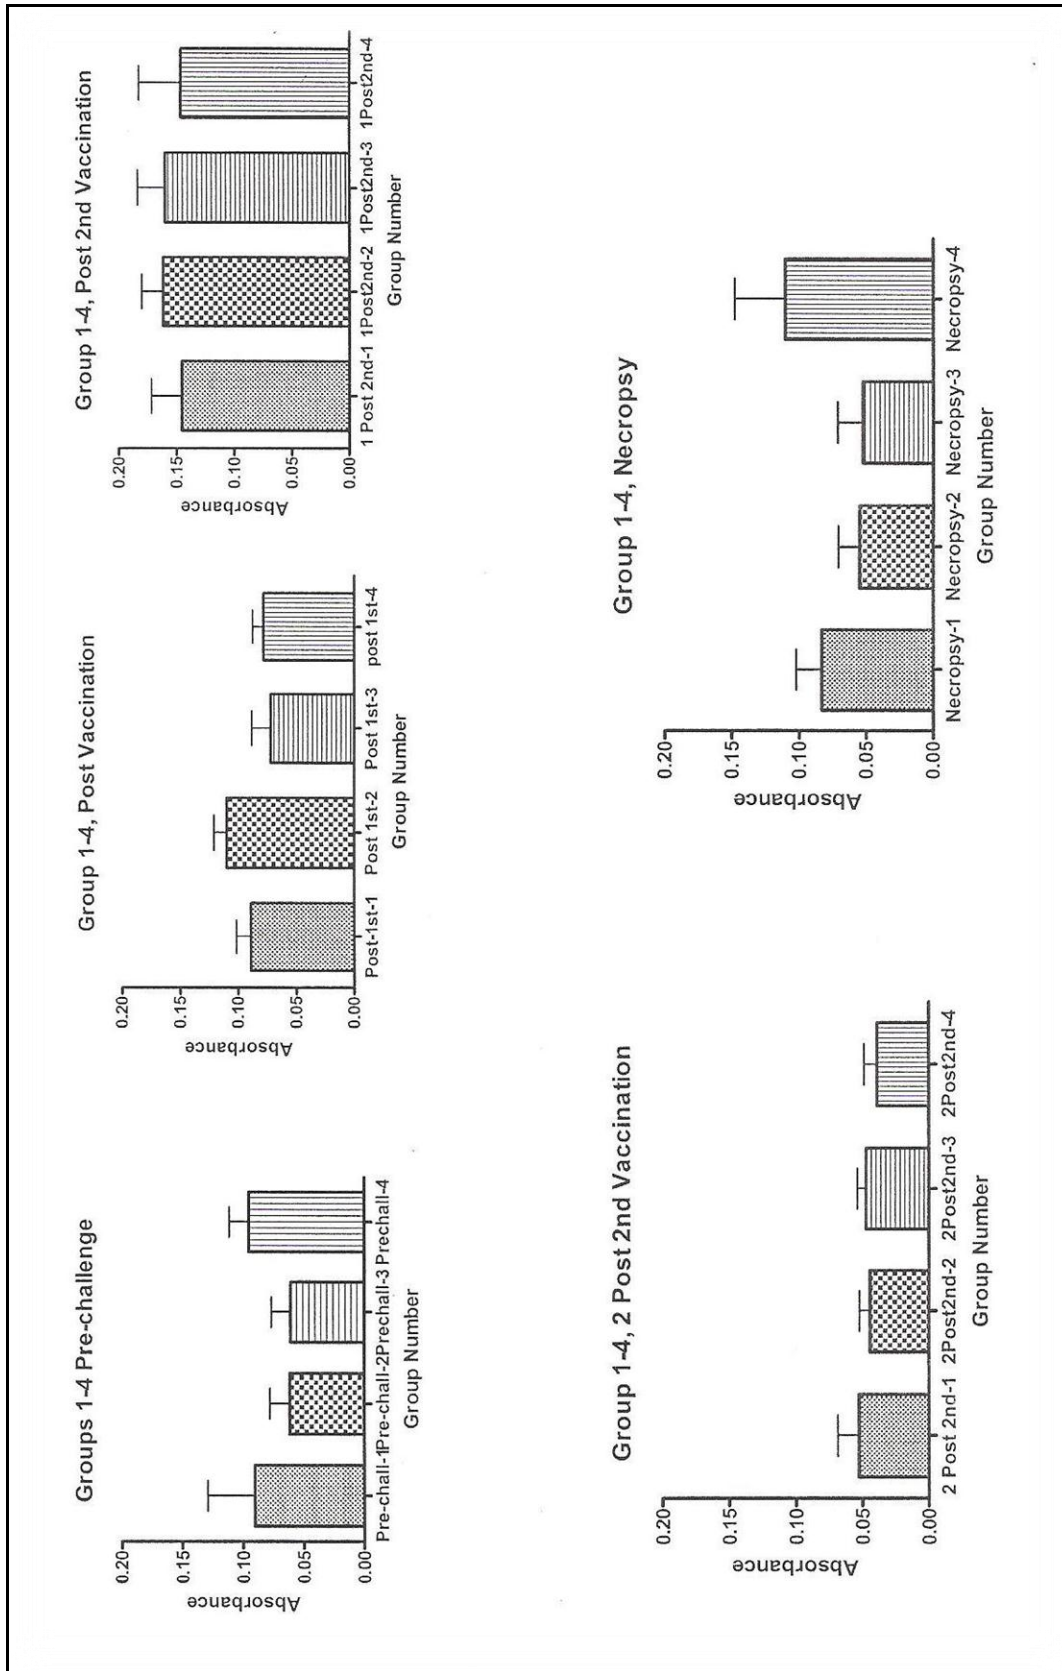 Groups 1-4 Pre-challenge
0.20
0.15
0.10
0.05
0.00
Absorbance
Pre-chall-1Pre-chall-2Prechall-3 Prechall-4
Group Number
Group 1-4, Post Vaccination
0.20
0.15
0.10
0.05
0.00
Absorbance
Post-1st-1 Post 1st-2 Post 1st-3 post 1st-4
Group Number
Group 1-4, Post 2nd Vaccination
0.20
0.15
0.10
0.05
0.00
Absorbance
1 Post 2nd-1 1Post2nd-2 1Post2nd-3 1Post2nd-4
Group Number
Group 1-4, 2 Post 2nd Vaccination
0.20
0.15
0.10
0.05
0.00
Absorbance
2 Post 2nd-1 2Post2nd-2 2Post2nd-3 2Post2nd-4
Group Number
Group 1-4, Necropsy
0.20
0.15
0.10
0.05
0.00
Absorbance
Necropsy-1 Necropsy-2 Necropsy-3 Necropsy-4
Group Number